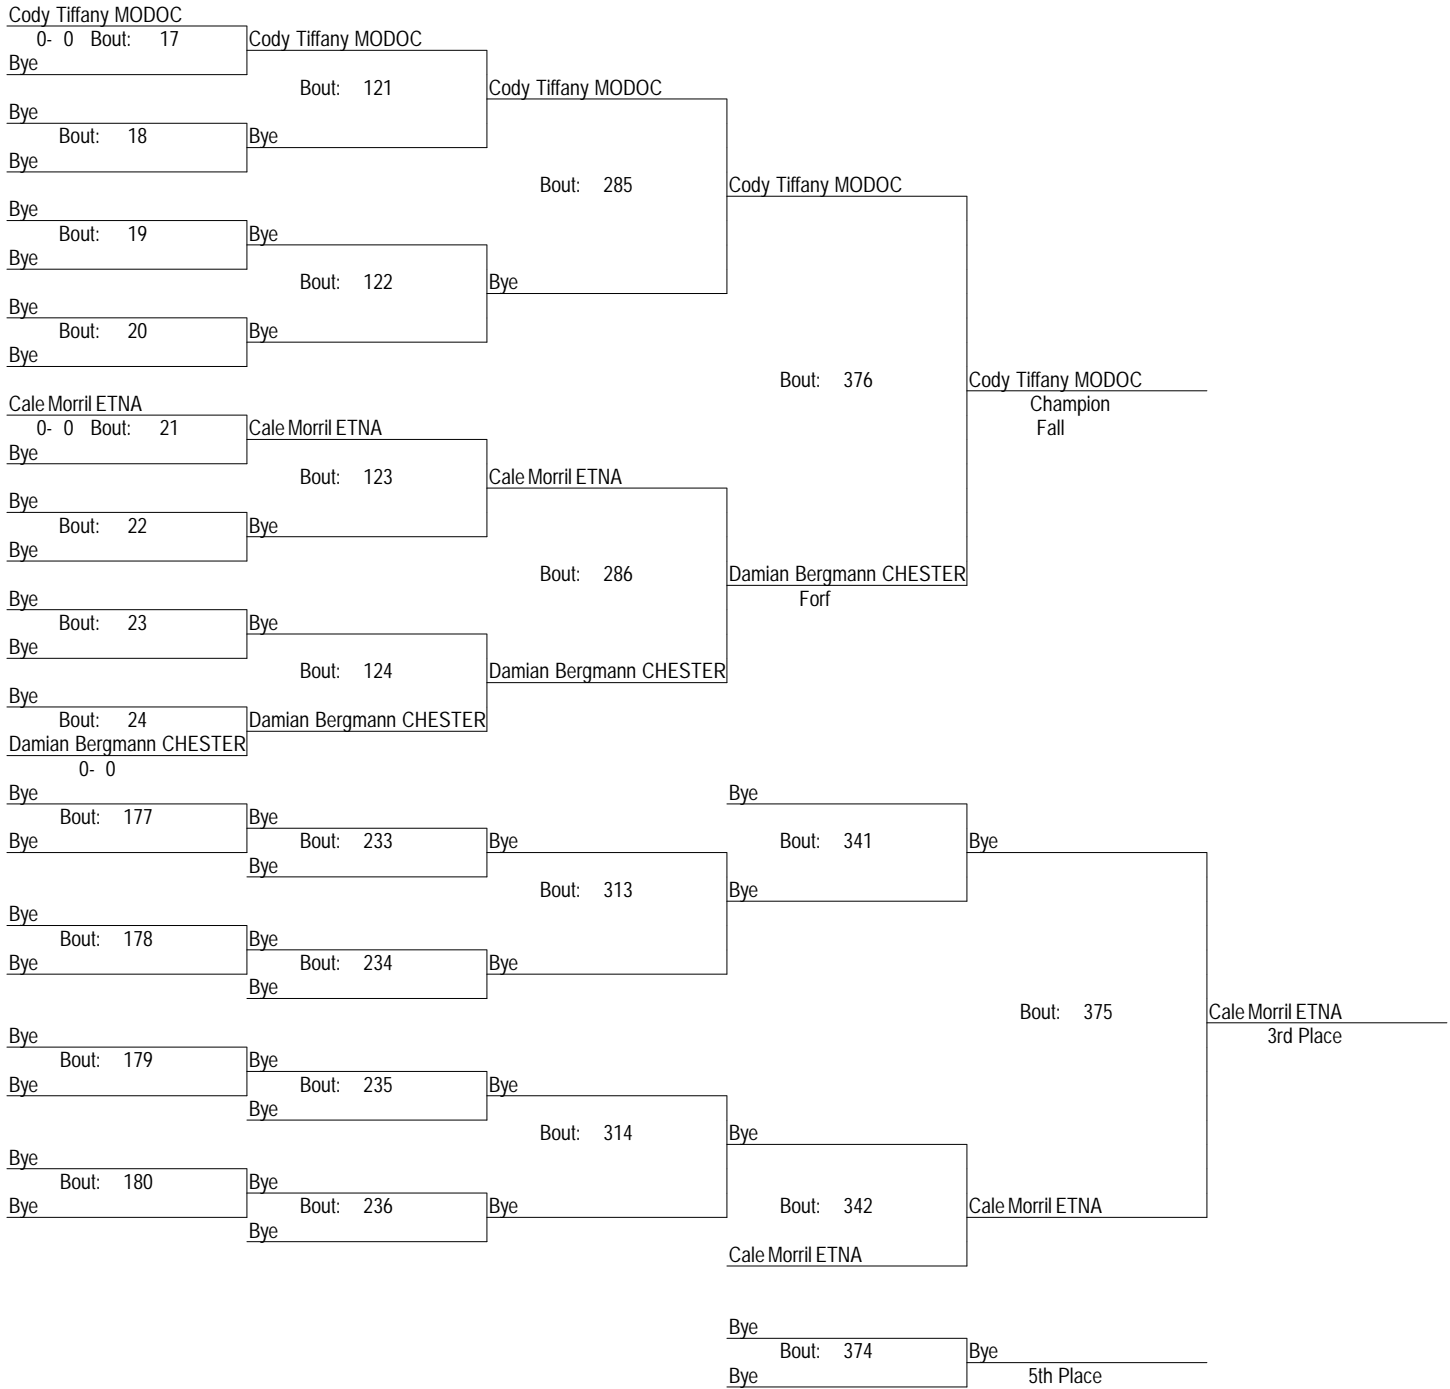 Cody Tiffany MODOC
0- 0 Bout: 17
Cody Tiffany MODOC
Bye
Bout: 121
Cody Tiffany MODOC
Bye
Bout: 18
Bye
Bye
Bout: 285
Cody Tiffany MODOC
Bye
Bout: 19
Bye
Bye
Bout: 122
Bye
Bye
Bout: 20
Bye
Bye
Bout: 376
Cody Tiffany MODOC
Champion
Fall
Cale Morril ETNA
0- 0 Bout: 21
Cale Morril ETNA
Bye
Bout: 123
Cale Morril ETNA
Bye
Bout: 22
Bye
Bye
Bout: 286
Damian Bergmann CHESTER
Forf
Bye
Bout: 23
Bye
Bye
Bout: 124
Damian Bergmann CHESTER
Bye
Bout: 24
Damian Bergmann CHESTER
Damian Bergmann CHESTER
0- 0
Bye
Bout: 177
Bye
Bye
Bout: 233
Bye
Bye
Bout: 313
Bye
Bout: 341
Bye
Bye
Bye
Bout: 178
Bye
Bye
Bout: 234
Bye
Bye
Bout: 375
Cale Morril ETNA
3rd Place
Bye
Bout: 179
Bye
Bye
Bout: 235
Bye
Bye
Bout: 314
Bye
Bye
Bout: 180
Bye
Bye
Bout: 236
Bye
Bye
Bout: 342
Cale Morril ETNA
Cale Morril ETNA
Bye
Bout: 374
Bye
Bye
5th Place